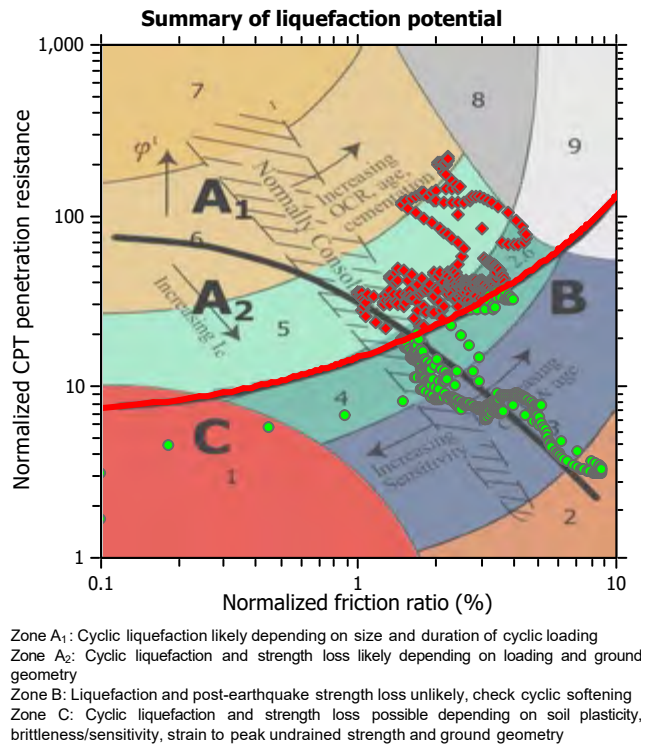 Summary of liquefaction potential
Normalized CPT penetration resistance
1,000
100
10
1
7
8
9
φ'
A1
Normally Consol
Increasing
OCR, age,
cementation
6
A2
Increasing Ic
5
2.6
B
4
C
1
Increasing
Sensitivity
age
3
2
0.1
1
10
Normalized friction ratio (%)
Zone A1: Cyclic liquefaction likely depending on size and duration of cyclic loading
Zone A2: Cyclic liquefaction and strength loss likely depending on loading and ground
geometry
Zone B: Liquefaction and post-earthquake strength loss unlikely, check cyclic softening
Zone C: Cyclic liquefaction and strength loss possible depending on soil plasticity,
brittleness/sensitivity, strain to peak undrained strength and ground geometry